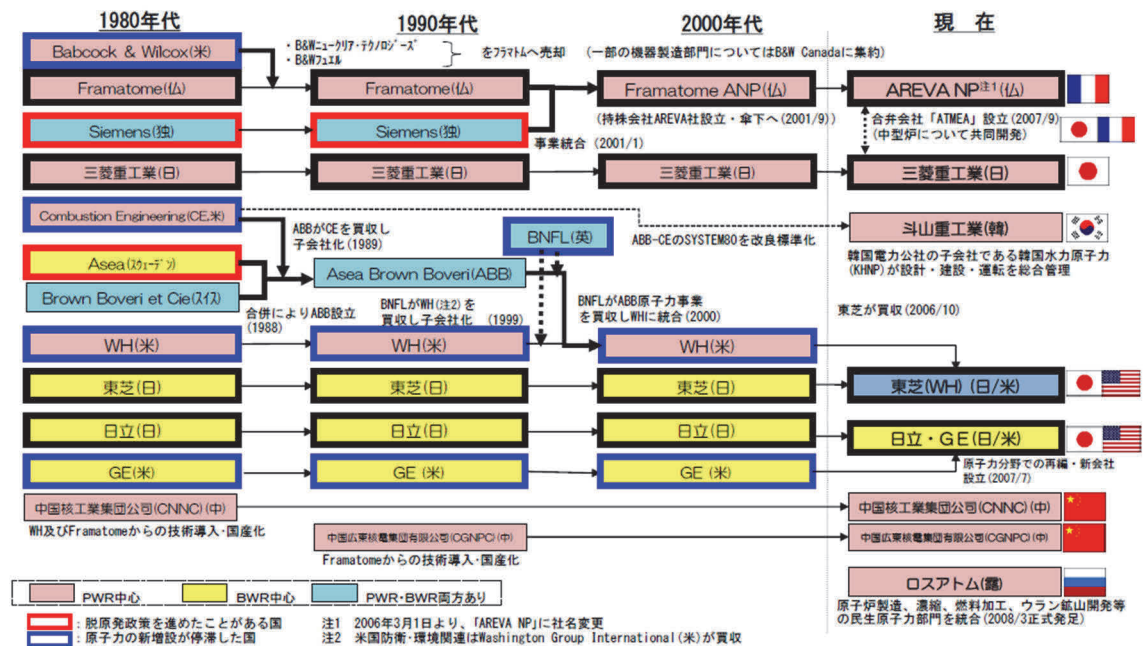 1980年代
1990年代
2000年代
現 在
Babcock & Wilcox(米)
・B&Wニュークリア・テクノロジーズ
・B&Wフュエル
をフラマトムへ売却
(一部の機器製造部門についてはB&W Canadaに集約)
Framatome(仏)
Framatome(仏)
Framatome ANP(仏)
AREVA NP注1(仏)
(持株会社AREVA社設立・傘下へ(2001/9))
合弁会社「ATMEA」設立(2007/9)
(中型炉について共同開発)
Siemens(独)
Siemens(独)
事業統合 (2001/1)
三菱重工業(日)
三菱重工業(日)
三菱重工業(日)
三菱重工業(日)
Combustion Engineering(CE,米)
ABBがCEを買収し
子会社化(1989)
BNFL(英)
ABB-CEのSYSTEM80を改良標準化
斗山重工業(韓)
韓国電力公社の子会社である韓国水力原子力
(KHNP)が設計・建設・運転を総合管理
Asea(スウェーデン)
Asea Brown Boveri(ABB)
Brown Boveri et Cie(スイス)
合併によりABB設立
(1988)
BNFLがWH(注2)を
買収し子会社化 (1999)
BNFLがABB原子力事業
を買収しWHに統合(2000)
東芝が買収(2006/10)
WH(米)
WH(米)
WH(米)
東芝(日)
東芝(日)
東芝(日)
東芝(WH) (日/米)
日立(日)
日立(日)
日立(日)
日立・GE(日/米)
GE(米)
GE (米)
GE (米)
原子力分野での再編・新会社
設立(2007/7)
中国核工業集団公司(CNNC)(中)
中国核工業集団公司(CNNC)(中)
WH及びFramatomeからの技術導入・国産化
中国広東核電集団有限公司(CGNPC)(中)
中国広東核電集団有限公司(CGNPC)(中)
Framatomeからの技術導入・国産化
ロスアトム(露)
原子炉製造、濃縮、燃料加工、ウラン鉱山開発等
の民生原子力部門を統合(2008/3正式発足)
PWR中心
BWR中心
PWR・BWR両方あり
:脱原発政策を進めたことがある国
:原子力の新増設が停滞した国
注1 2006年3月1日より、「AREVA NP」に社名変更
注2 米国防衛・環境関連はWashington Group International(米)が買収